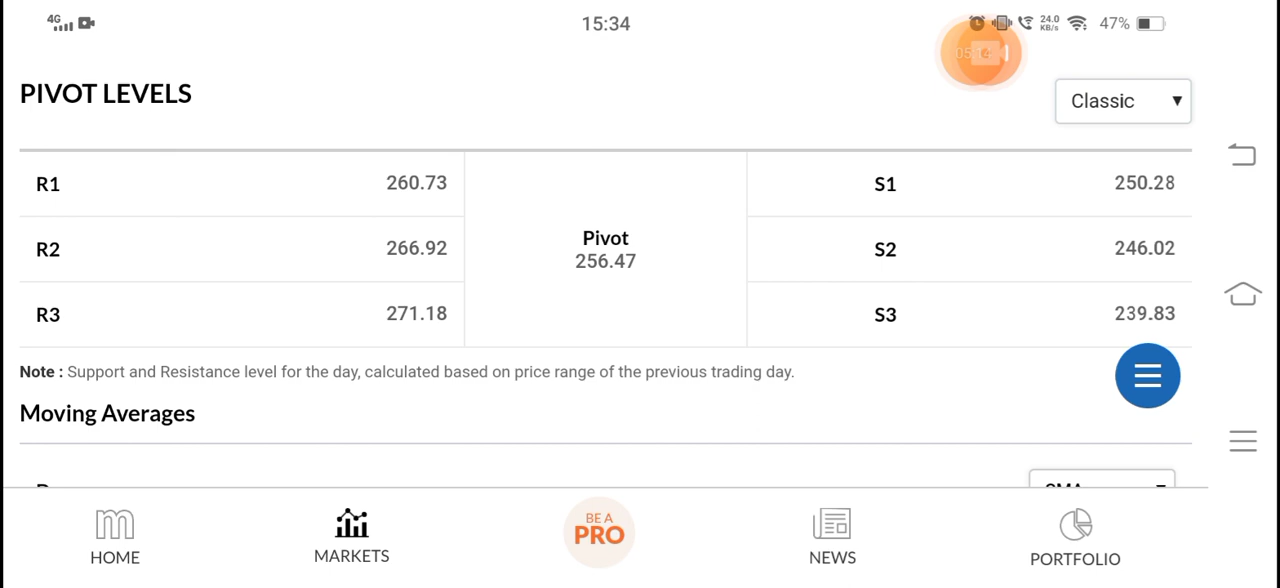 4G 15:34 24.0 KB/s 47%
05:14
PIVOT LEVELS Classic
R1 260.73 S1 250.28
R2 266.92 Pivot 256.47 S2 246.02
R3 271.18 S3 239.83
Note : Support and Resistance level for the day, calculated based on price range of the previous trading day.
Moving Averages
SMA
BE A
PRO
HOME MARKETS NEWS PORTFOLIO